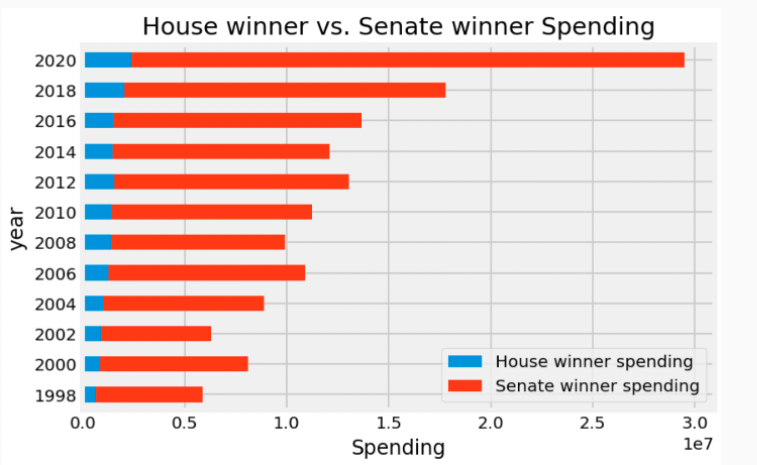 House winner vs. Senate winner Spending
2020
2018
2016
2014
2012
2010
2008
2006
2004
2002
2000
1998
year
House winner spending
Senate winner spending
0.0 0.5 1.0 1.5 2.0 2.5 3.0
1e7
Spending